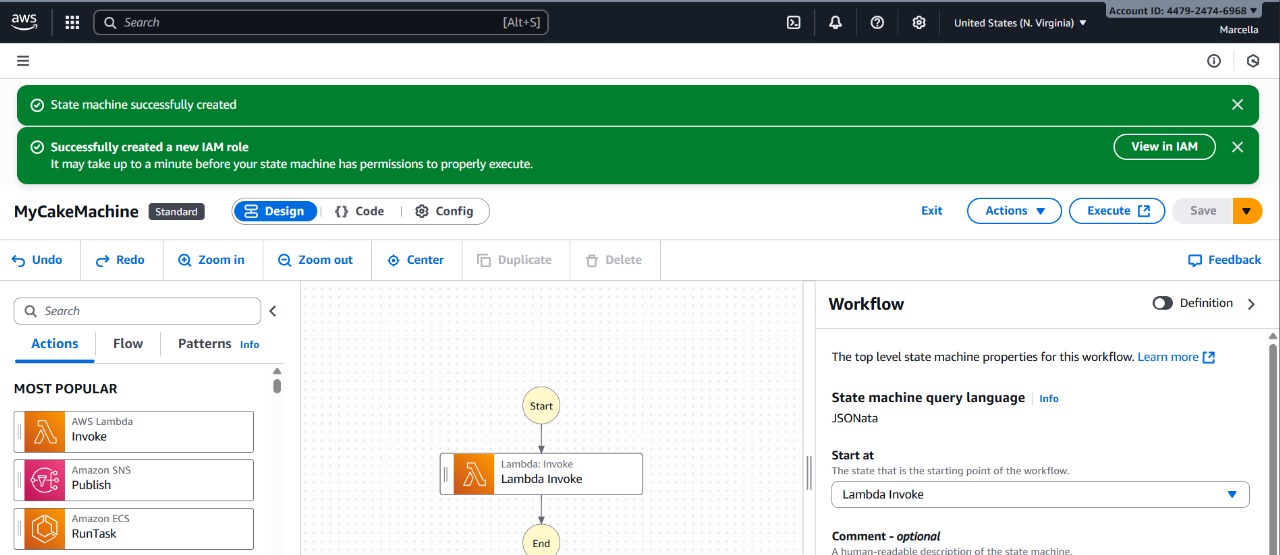 aws
Search
[Alt+S]
United States (N. Virginia)
Account ID: 4479-2474-6968
Marcella
State machine successfully created
Successfully created a new IAM role
It may take up to a minute before your state machine has permissions to properly execute.
View in IAM
MyCakeMachine
Standard
Design
{} Code
Config
Exit
Actions
Execute
Save
Undo
Redo
Zoom in
Zoom out
Center
Duplicate
Delete
Feedback
Search
Actions
Flow
Patterns Info
MOST POPULAR
AWS Lambda
Invoke
Amazon SNS
Publish
Amazon ECS
RunTask
Start
Lambda: Invoke
Lambda Invoke
End
Workflow
Definition
The top level state machine properties for this workflow. Learn more
State machine query language Info
JSONata
Start at
The state that is the starting point of the workflow.
Lambda Invoke
Comment - optional
A human-readable description of the state machine.